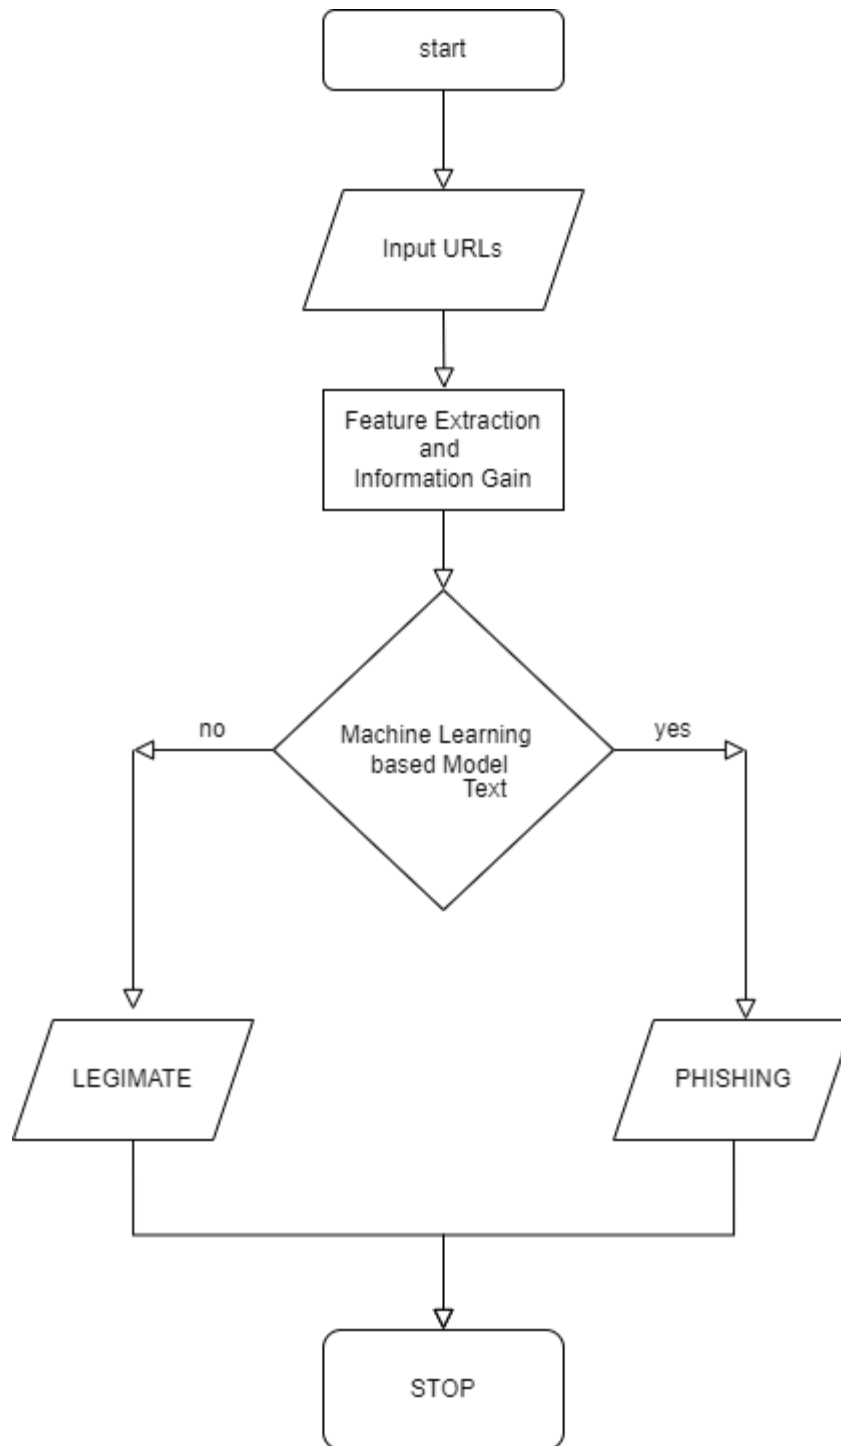 start
Input URLs
Feature Extraction
and
Information Gain
no
yes
Machine Learning
based Model
Text
LEGIMATE
PHISHING
STOP